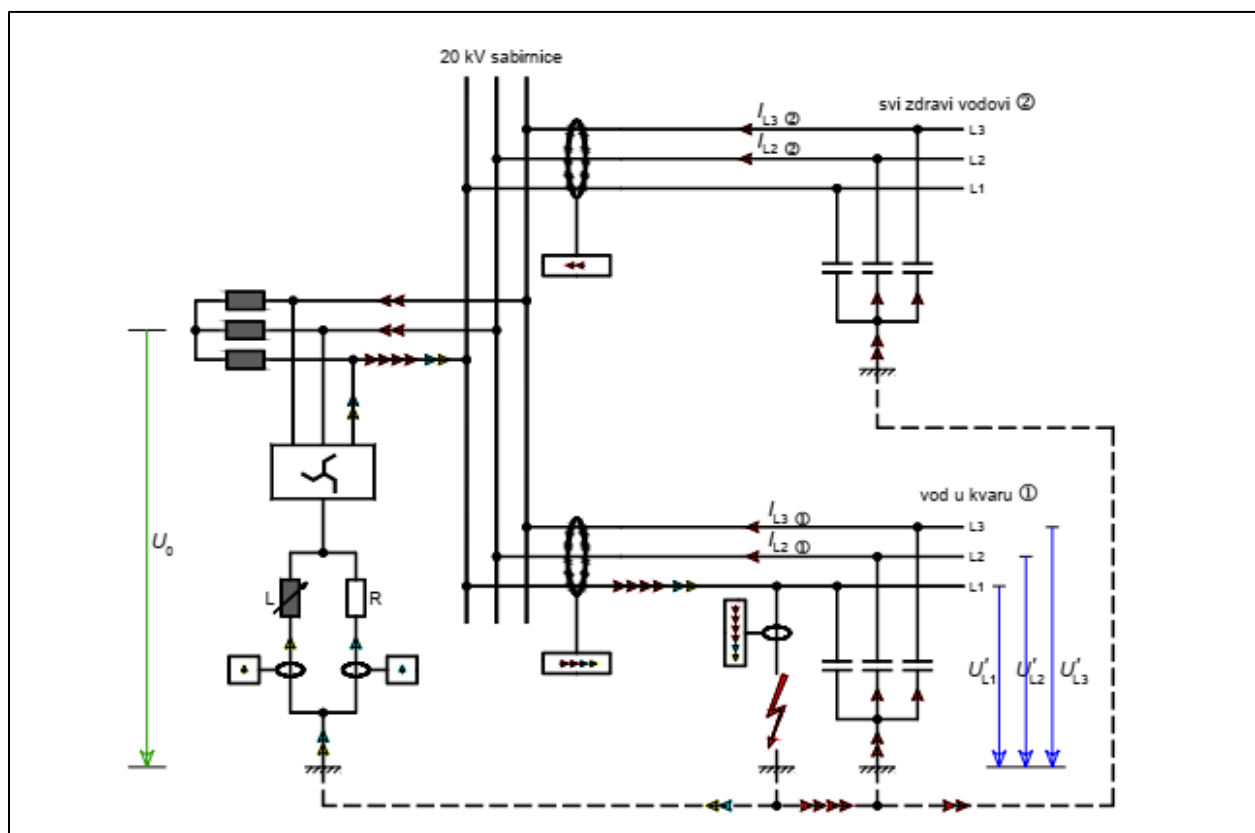 20 kV sabirnice
svi zdravi vodovi ②
I_L3 ②
L3
I_L2 ②
L2
L1
vod u kvaru ①
I_L3 ①
L3
I_L2 ①
L2
L1
U_0
L
R
U'_L1
U'_L2
U'_L3